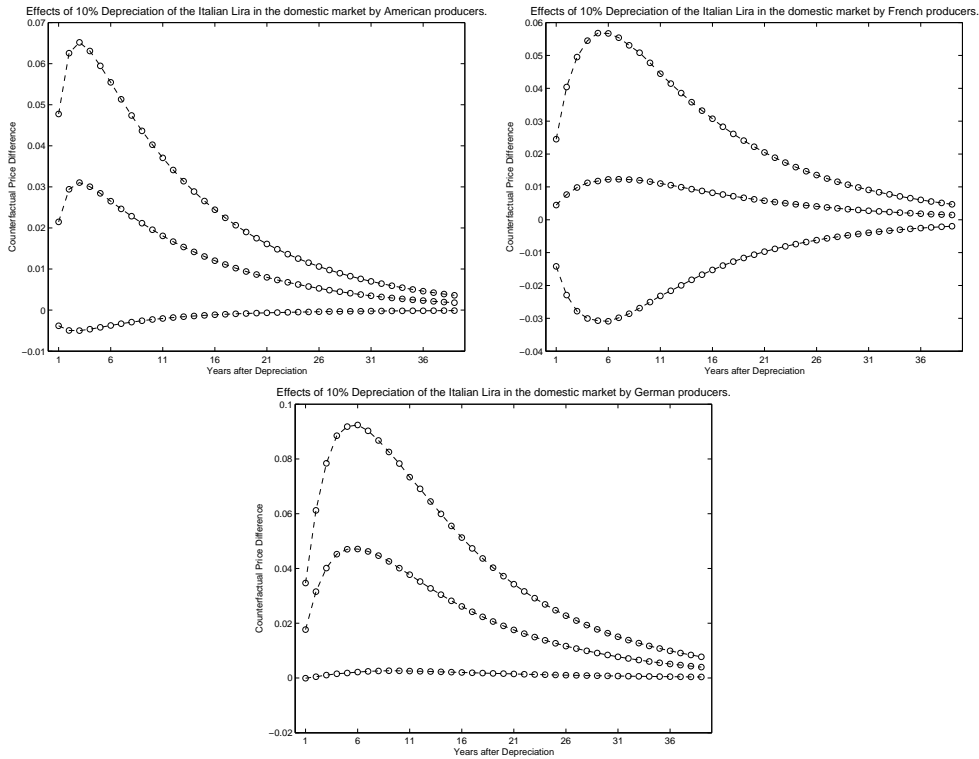 Effects of 10% Depreciation of the Italian Lira in the domestic market by American producers.
0.07
0.06
0.05
0.04
0.03
0.02
0.01
0
−0.01
Counterfactual Price Difference
1 6 11 16 21 26 31 36
Years after Depreciation
Effects of 10% Depreciation of the Italian Lira in the domestic market by French producers.
0.06
0.05
0.04
0.03
0.02
0.01
0
−0.01
−0.02
−0.03
−0.04
Counterfactual Price Difference
1 6 11 16 21 26 31 36
Years after Depreciation
Effects of 10% Depreciation of the Italian Lira in the domestic market by German producers.
0.1
0.08
0.06
0.04
0.02
0
−0.02
Counterfactual Price Difference
1 6 11 16 21 26 31 36
Years after Depreciation